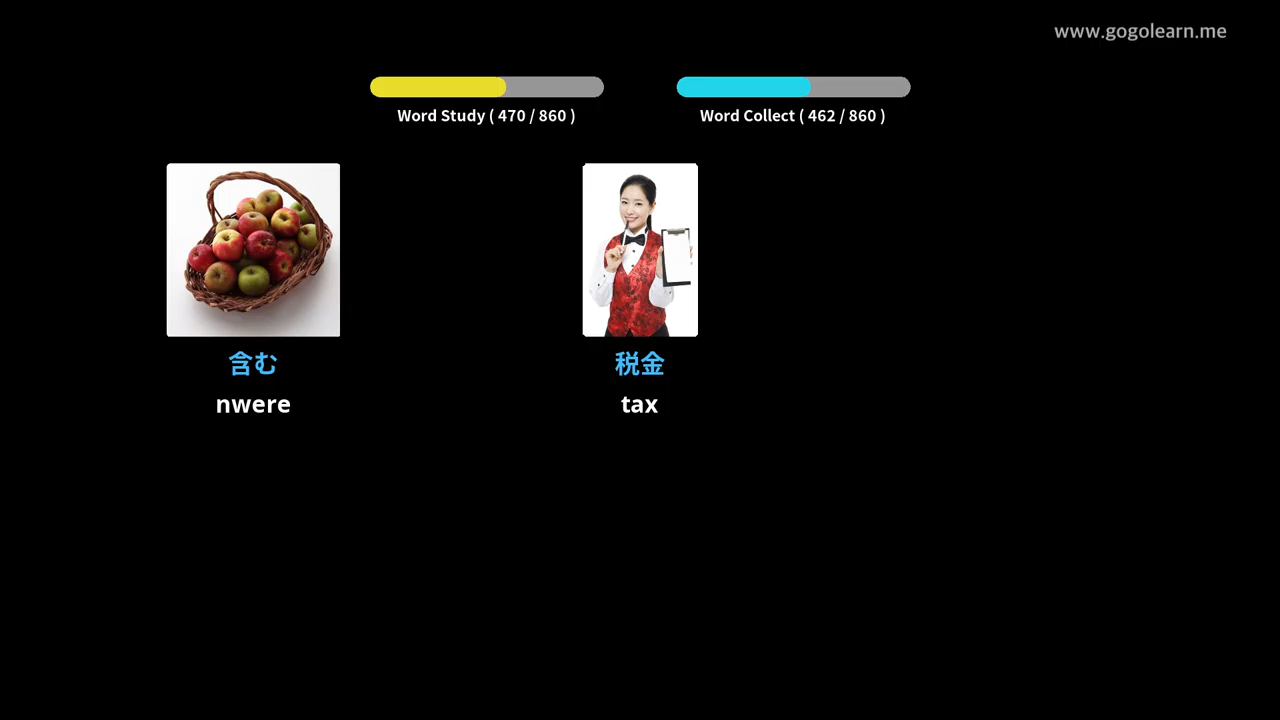 www.gogolearn.me
Word Study ( 470 / 860 )
Word Collect ( 462 / 860 )
含む
nwere
税金
tax